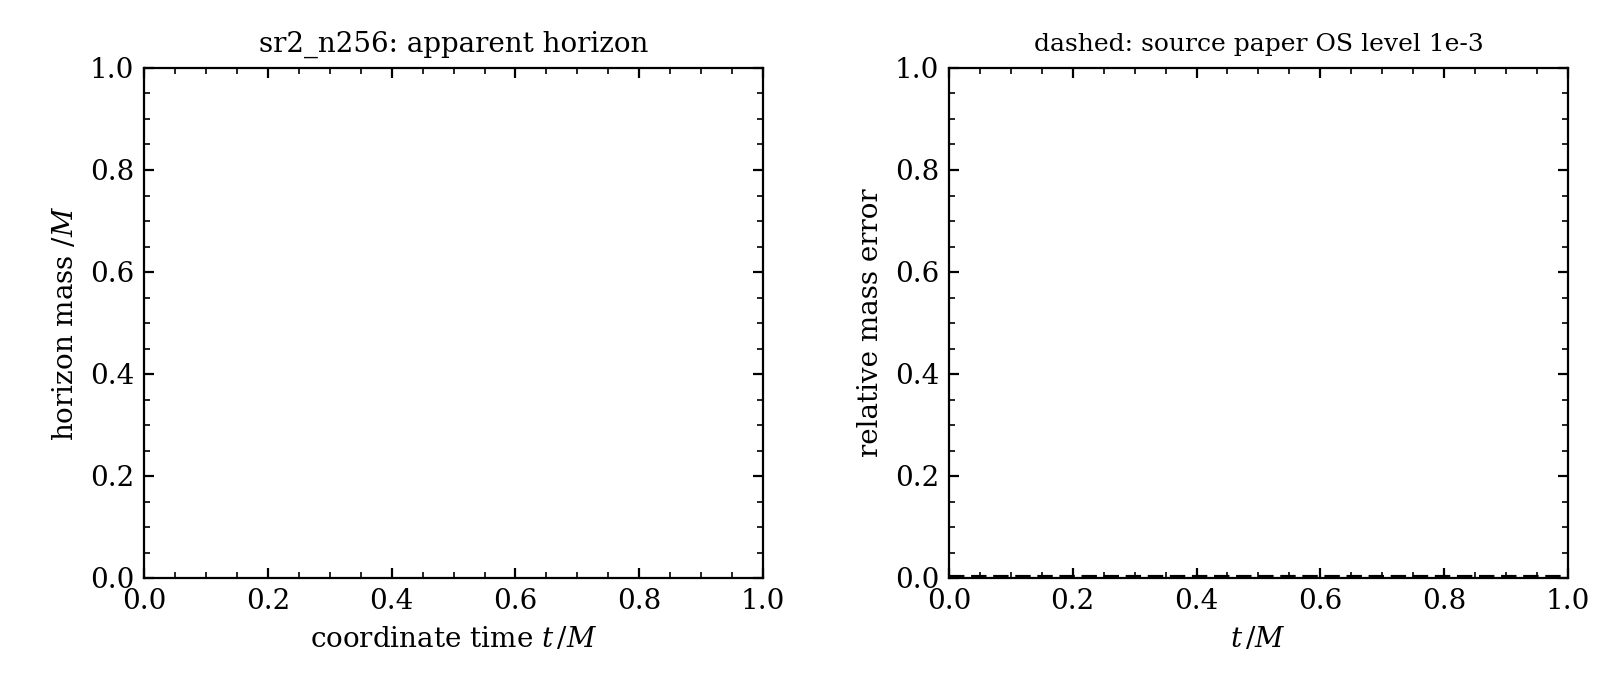 sr2_n256: apparent horizon
1.0
0.8
0.6
0.4
0.2
0.0
horizon mass /M
0.0 0.2 0.4 0.6 0.8 1.0
coordinate time t/M
dashed: source paper OS level 1e-3
1.0
0.8
0.6
0.4
0.2
0.0
relative mass error
0.0 0.2 0.4 0.6 0.8 1.0
t/M